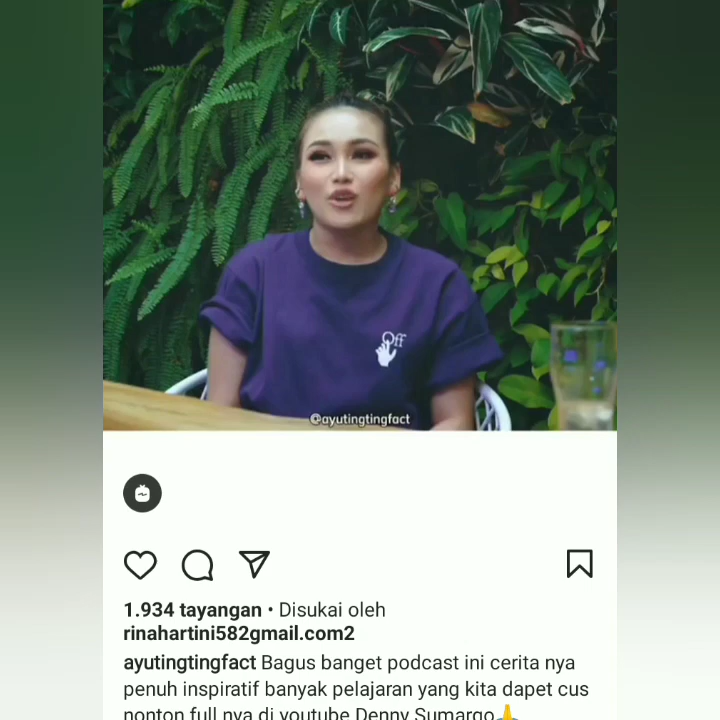 Off
@ayutingtingfact
1.934 tayangan • Disukai oleh
rinahartini582gmail.com2
ayutingtingfact Bagus banget podcast ini cerita nya
penuh inspiratif banyak pelajaran yang kita dapet cus
nonton full nya di youtube Denny Sumargo🙏